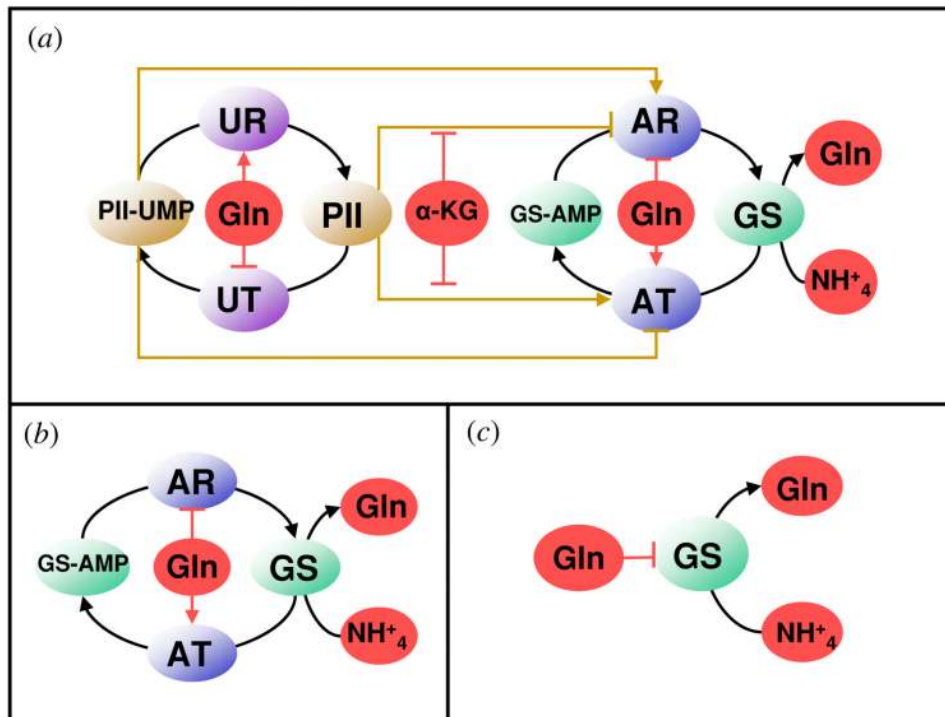 (a)
UR
AR
Gln
PII-UMP
Gln
PII
α-KG
GS-AMP
Gln
GS
UT
AT
NH⁺₄
(b)
AR
Gln
GS-AMP
Gln
GS
AT
NH⁺₄
(c)
Gln
Gln
GS
NH⁺₄